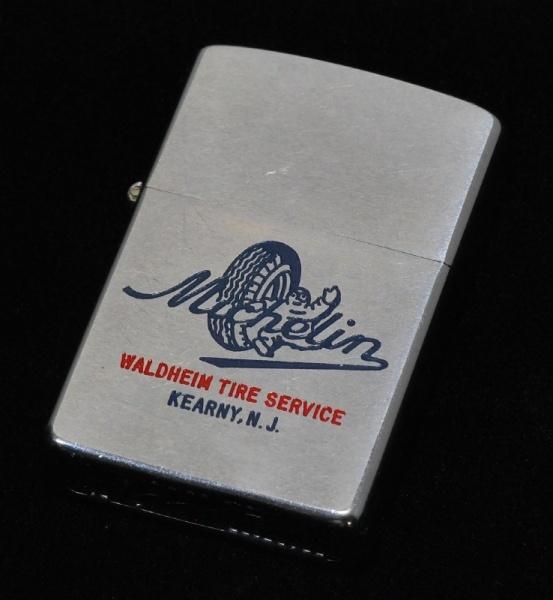 Michelin
WALDHEIM TIRE SERVICE
KEARNY, N.J.